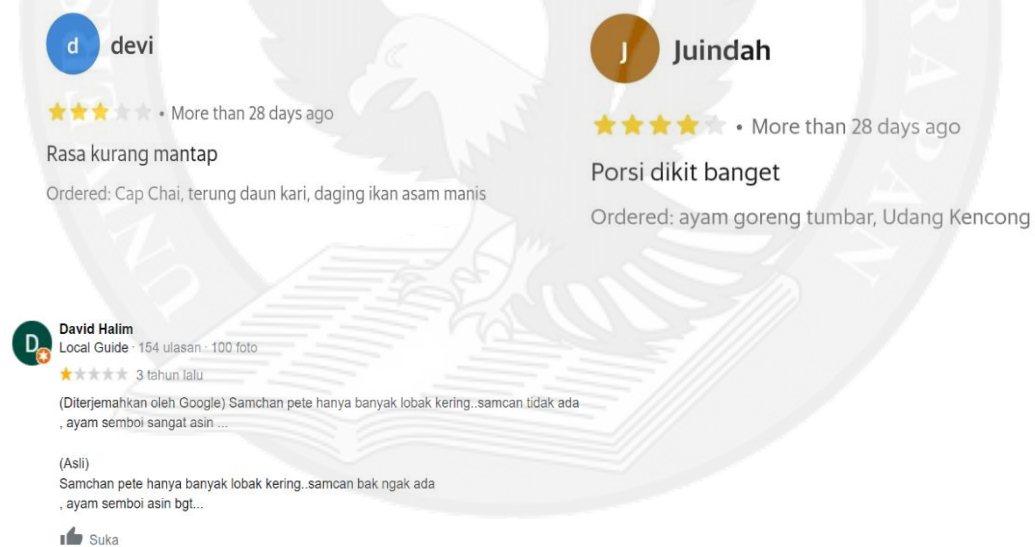 d
devi
• More than 28 days ago
Rasa kurang mantap
Ordered: Cap Chai, terung daun kari, daging ikan asam manis
J
Juindah
• More than 28 days ago
Porsi dikit banget
Ordered: ayam goreng tumbar, Udang Kencong
D
David Halim
Local Guide · 154 ulasan · 100 foto
3 tahun lalu
(Diterjemahkan oleh Google) Samchan pete hanya banyak lobak kering..samcan tidak ada
, ayam semboi sangat asin ...
(Asli)
Samchan pete hanya banyak lobak kering..samcan bak ngak ada
, ayam semboi asin bgt...
Suka